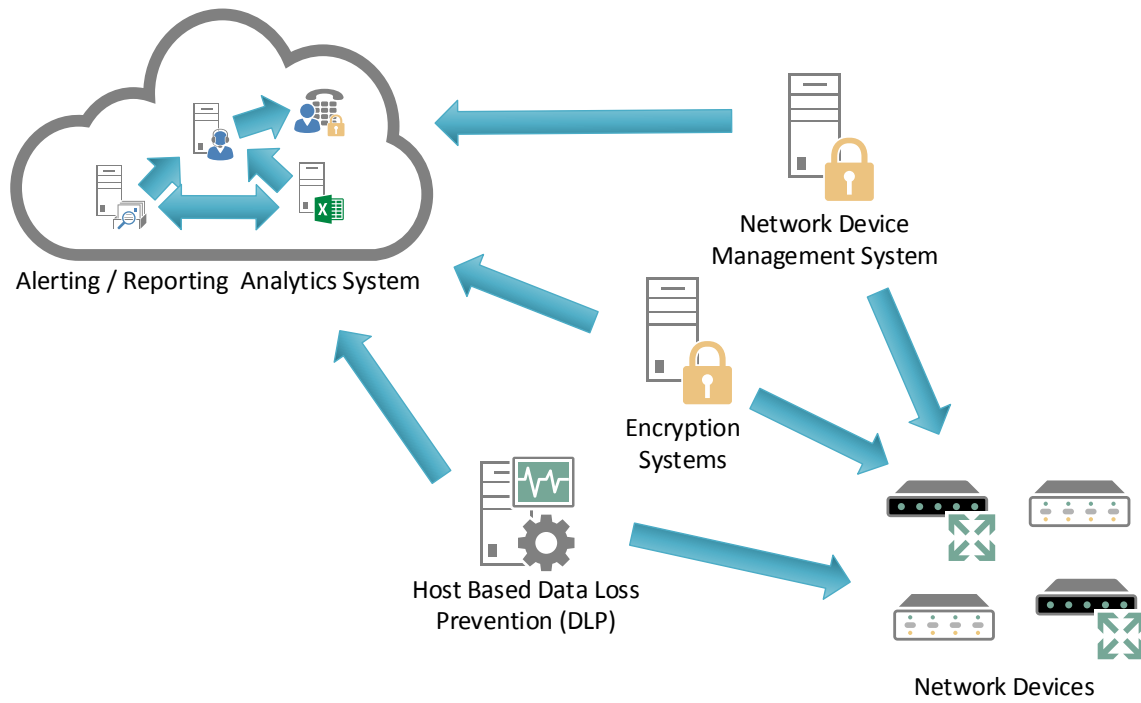 Alerting / Reporting  Analytics System
Network Device
Management System
Encryption
Systems
Host Based Data Loss
Prevention (DLP)
Network Devices
X